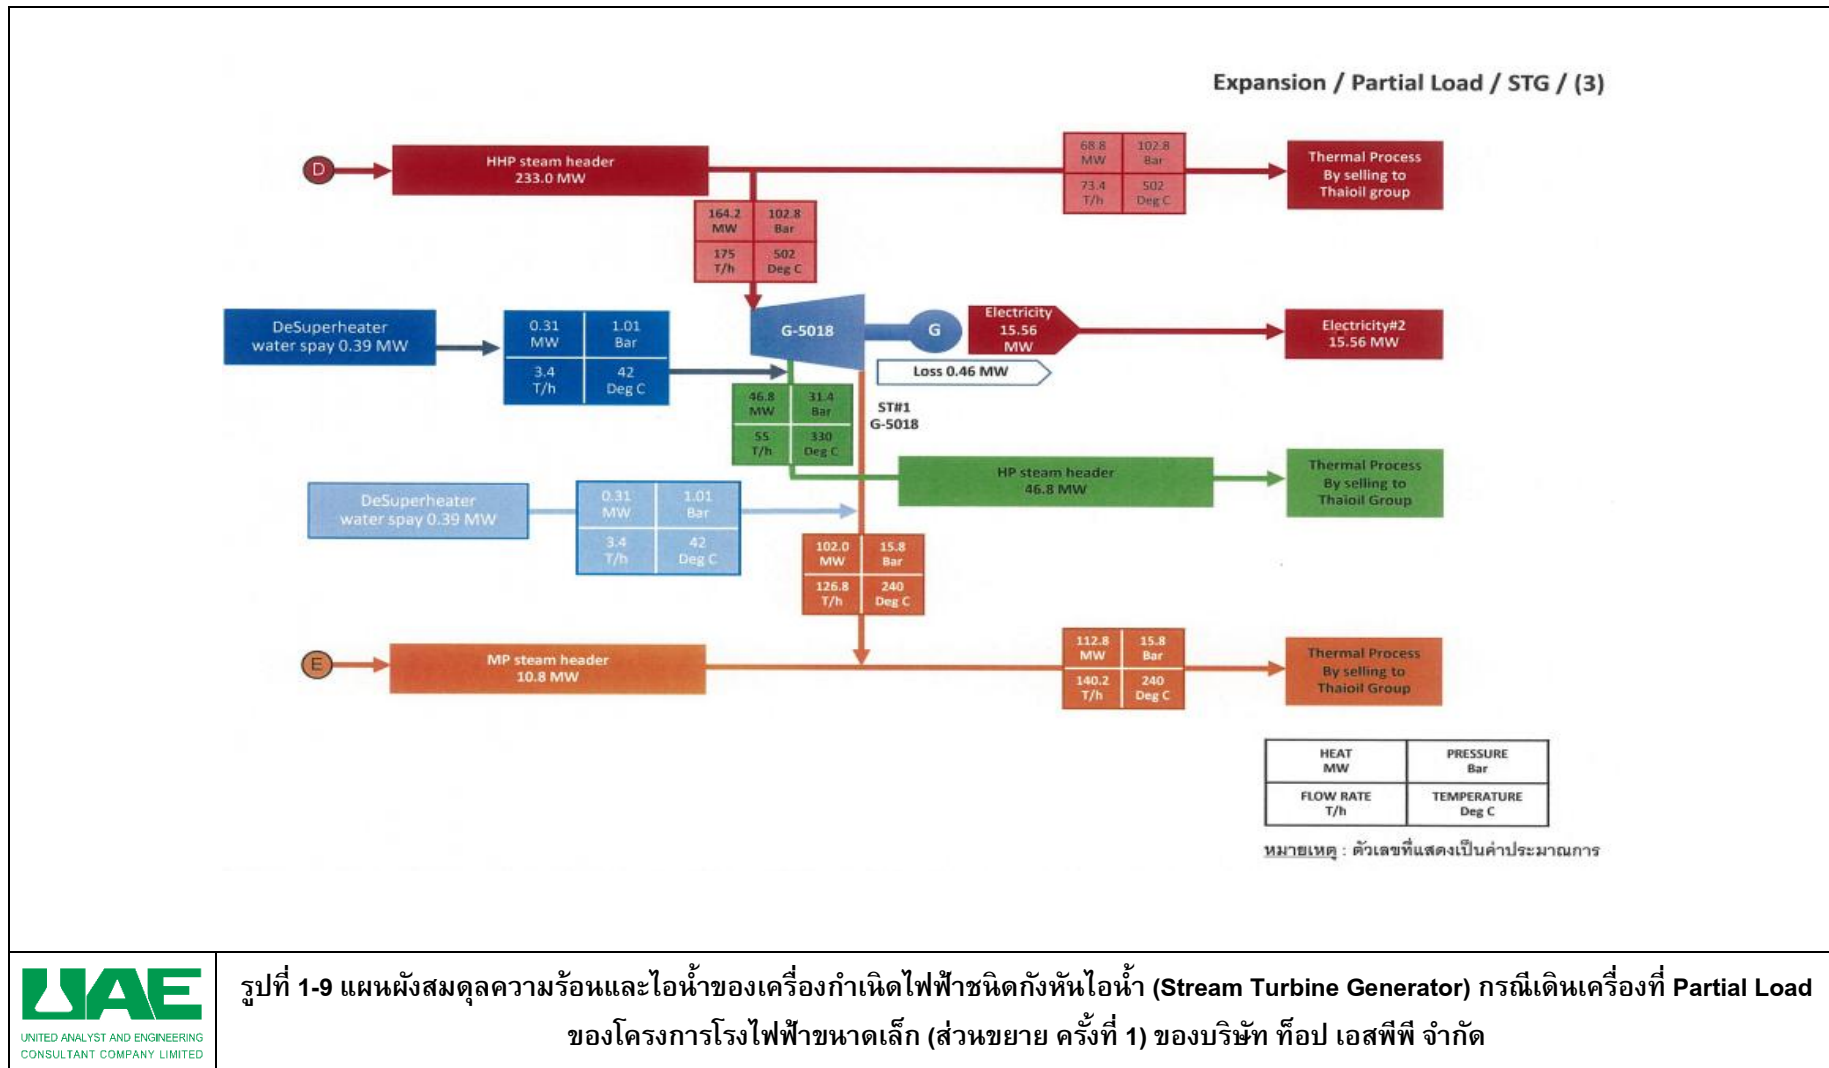 Expansion / Partial Load / STG / (3)
D
HHP steam header
233.0 MW
68.8
MW
102.8
Bar
73.4
T/h
502
Deg C
Thermal Process
By selling to
Thaioil group
164.2
MW
102.8
Bar
175
T/h
502
Deg C
DeSuperheater
water spay 0.39 MW
0.31
MW
1.01
Bar
3.4
T/h
42
Deg C
G-5018
G
Electricity
15.56
MW
Electricity#2
15.56 MW
Loss 0.46 MW
ST#1
G-5018
46.8
MW
31.4
Bar
55
T/h
330
Deg C
HP steam header
46.8 MW
Thermal Process
By selling to
Thaioil Group
DeSuperheater
water spay 0.39 MW
0.31
MW
1.01
Bar
3.4
T/h
42
Deg C
102.0
MW
15.8
Bar
126.8
T/h
240
Deg C
E
MP steam header
10.8 MW
112.8
MW
15.8
Bar
140.2
T/h
240
Deg C
Thermal Process
By selling to
Thaioil Group
HEAT
MW
PRESSURE
Bar
FLOW RATE
T/h
TEMPERATURE
Deg C
หมายเหตุ : ตัวเลขที่แสดงเป็นค่าประมาณการ
UAE
UNITED ANALYST AND ENGINEERING
CONSULTANT COMPANY LIMITED
รูปที่ 1-9 แผนผังสมดุลความร้อนและไอน้ำของเครื่องกำเนิดไฟฟ้าชนิดกังหันไอน้ำ (Stream Turbine Generator) กรณีเดินเครื่องที่ Partial Load
ของโครงการโรงไฟฟ้าขนาดเล็ก (ส่วนขยาย ครั้งที่ 1) ของบริษัท ท็อป เอสพีพี จำกัด